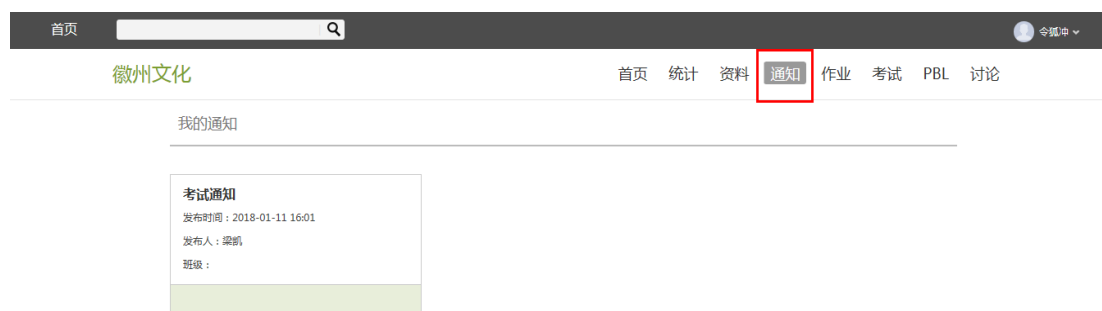 首页 令狐冲
徽州文化 首页 统计 资料 通知 作业 考试 PBL 讨论
我的通知
考试通知
发布时间：2018-01-11 16:01
发布人：梁凯
班级：